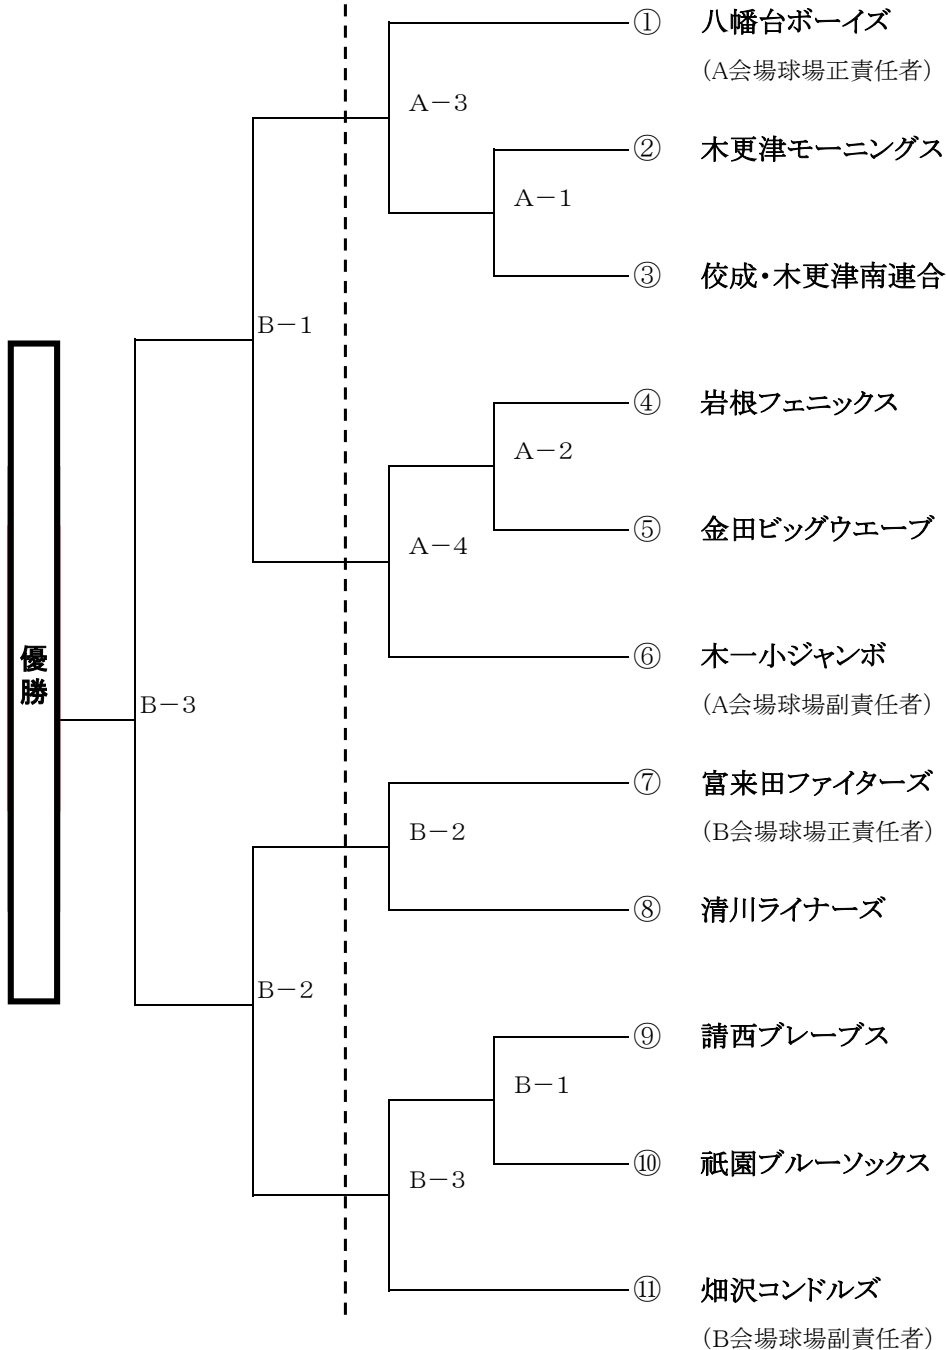 ① 八幡台ボーイズ
(A会場球場正責任者)
A-3
② 木更津モーニングス
A-1
③ 佼成・木更津南連合
B-1
④ 岩根フェニックス
A-2
⑤ 金田ビッグウエーブ
A-4
⑥ 木一小ジャンボ
(A会場球場副責任者)
優勝
B-3
⑦ 富来田ファイターズ
(B会場球場正責任者)
B-2
⑧ 清川ライナーズ
B-2
⑨ 請西ブレーブス
B-1
⑩ 祇園ブルーソックス
B-3
⑪ 畑沢コンドルズ
(B会場球場副責任者)